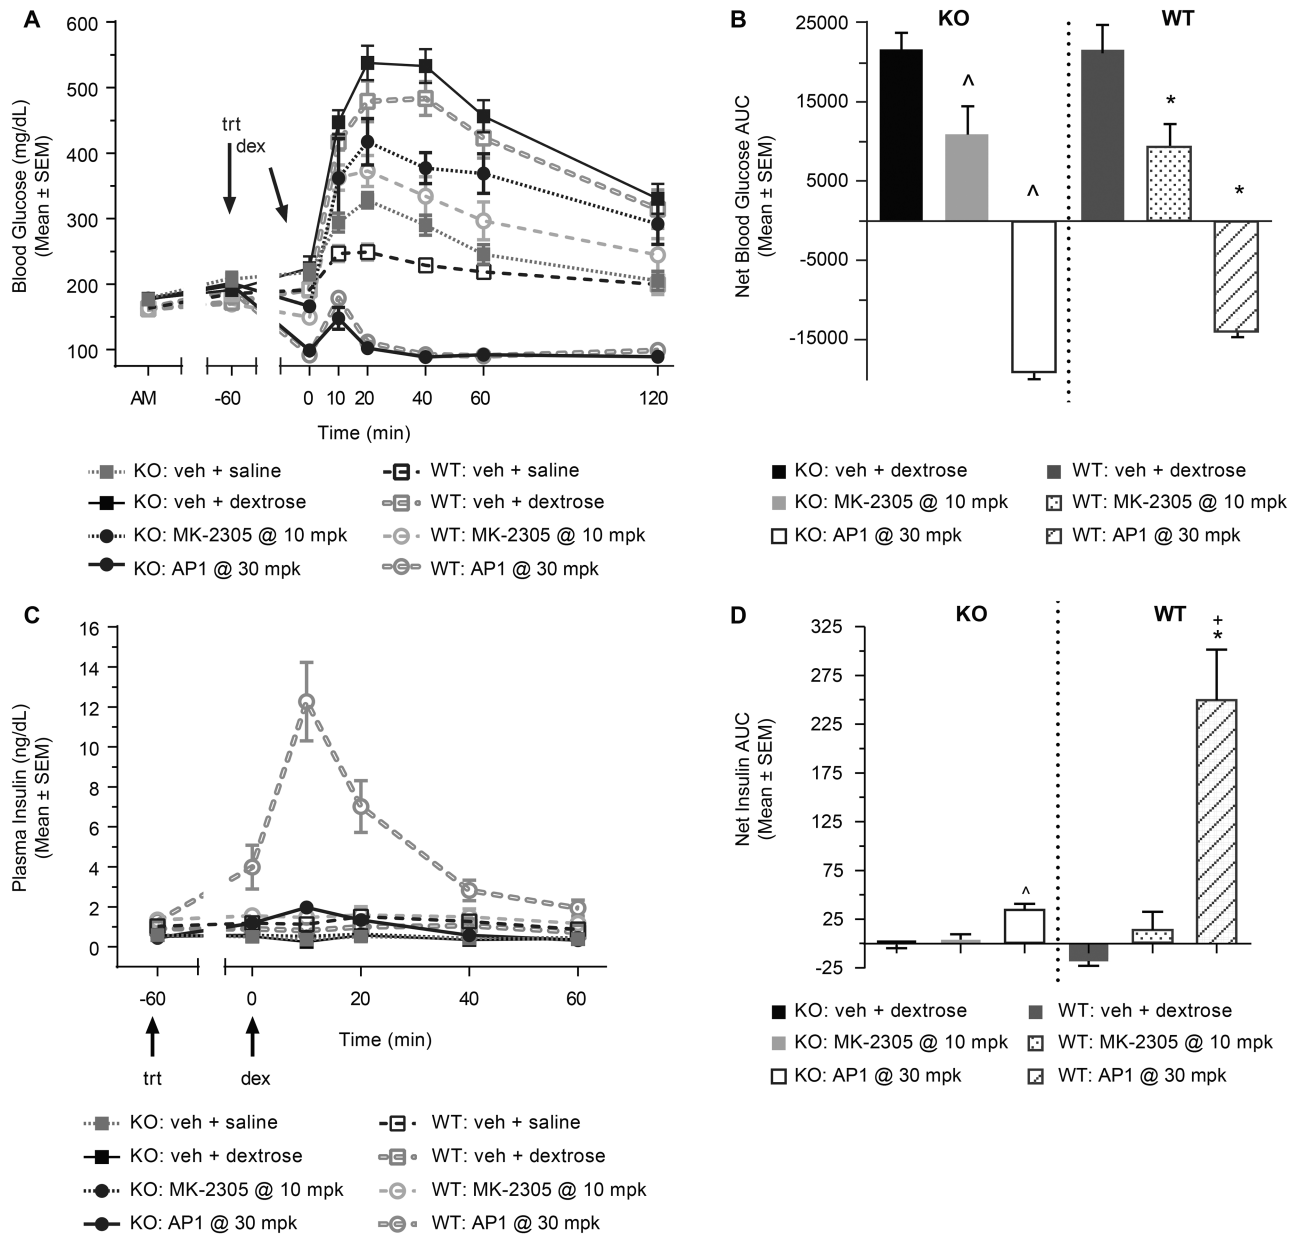 A
600
500
400
300
200
100
Blood Glucose (mg/dL)
(Mean ± SEM)
trt
dex
AM
-60
0
10
20
40
60
120
Time (min)
KO: veh + saline
KO: veh + dextrose
KO: MK-2305 @ 10 mpk
KO: AP1 @ 30 mpk
WT: veh + saline
WT: veh + dextrose
WT: MK-2305 @ 10 mpk
WT: AP1 @ 30 mpk
B
KO
WT
25000
15000
5000
-5000
-15000
Net Blood Glucose AUC
(Mean ± SEM)
^
^
*
*
KO: veh + dextrose
KO: MK-2305 @ 10 mpk
KO: AP1 @ 30 mpk
WT: veh + dextrose
WT: MK-2305 @ 10 mpk
WT: AP1 @ 30 mpk
C
16
14
12
10
8
6
4
2
0
Plasma Insulin (ng/dL)
(Mean ± SEM)
-60
0
20
40
60
trt
dex
Time (min)
KO: veh + saline
KO: veh + dextrose
KO: MK-2305 @ 10 mpk
KO: AP1 @ 30 mpk
WT: veh + saline
WT: veh + dextrose
WT: MK-2305 @ 10 mpk
WT: AP1 @ 30 mpk
D
KO
WT
325
275
225
175
125
75
25
-25
Net Insulin AUC
(Mean ± SEM)
^
+
*
KO: veh + dextrose
KO: MK-2305 @ 10 mpk
KO: AP1 @ 30 mpk
WT: veh + dextrose
WT: MK-2305 @ 10 mpk
WT: AP1 @ 30 mpk